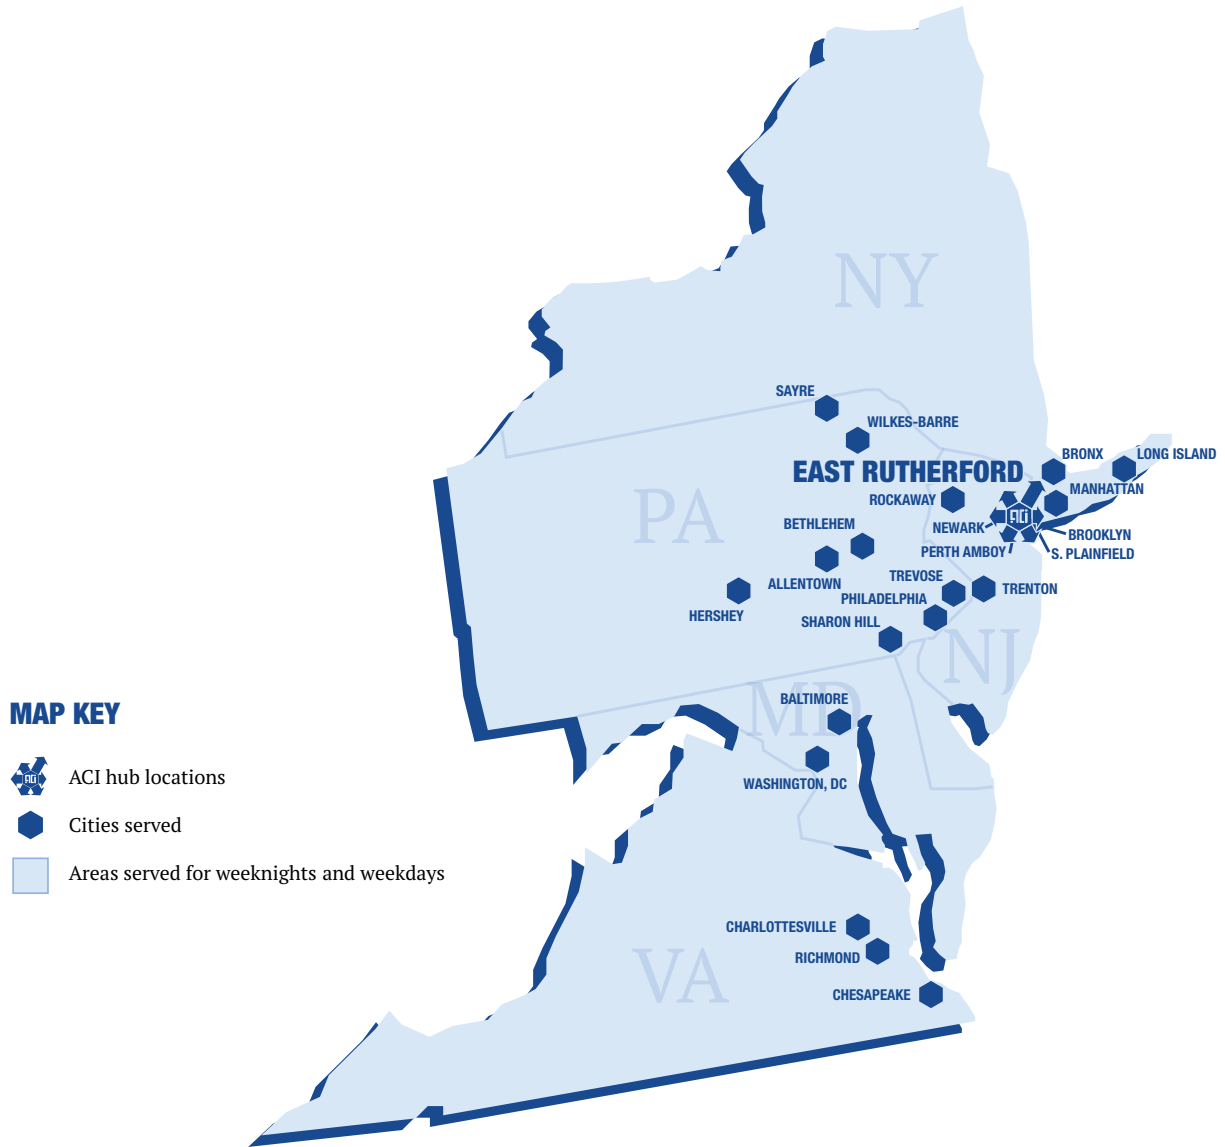 NY
SAYRE
WILKES-BARRE
BRONX
LONG ISLAND
EAST RUTHERFORD
MANHATTAN
ROCKAWAY
PA
ACI
NEWARK
BETHLEHEM
BROOKLYN
PERTH AMBOY
S. PLAINFIELD
ALLENTOWN
TREVOSE
TRENTON
PHILADELPHIA
HERSHEY
SHARON HILL
NJ
MD
BALTIMORE
WASHINGTON, DC
MAP KEY
ACI
ACI hub locations
Cities served
Areas served for weeknights and weekdays
CHARLOTTESVILLE
RICHMOND
VA
CHESAPEAKE